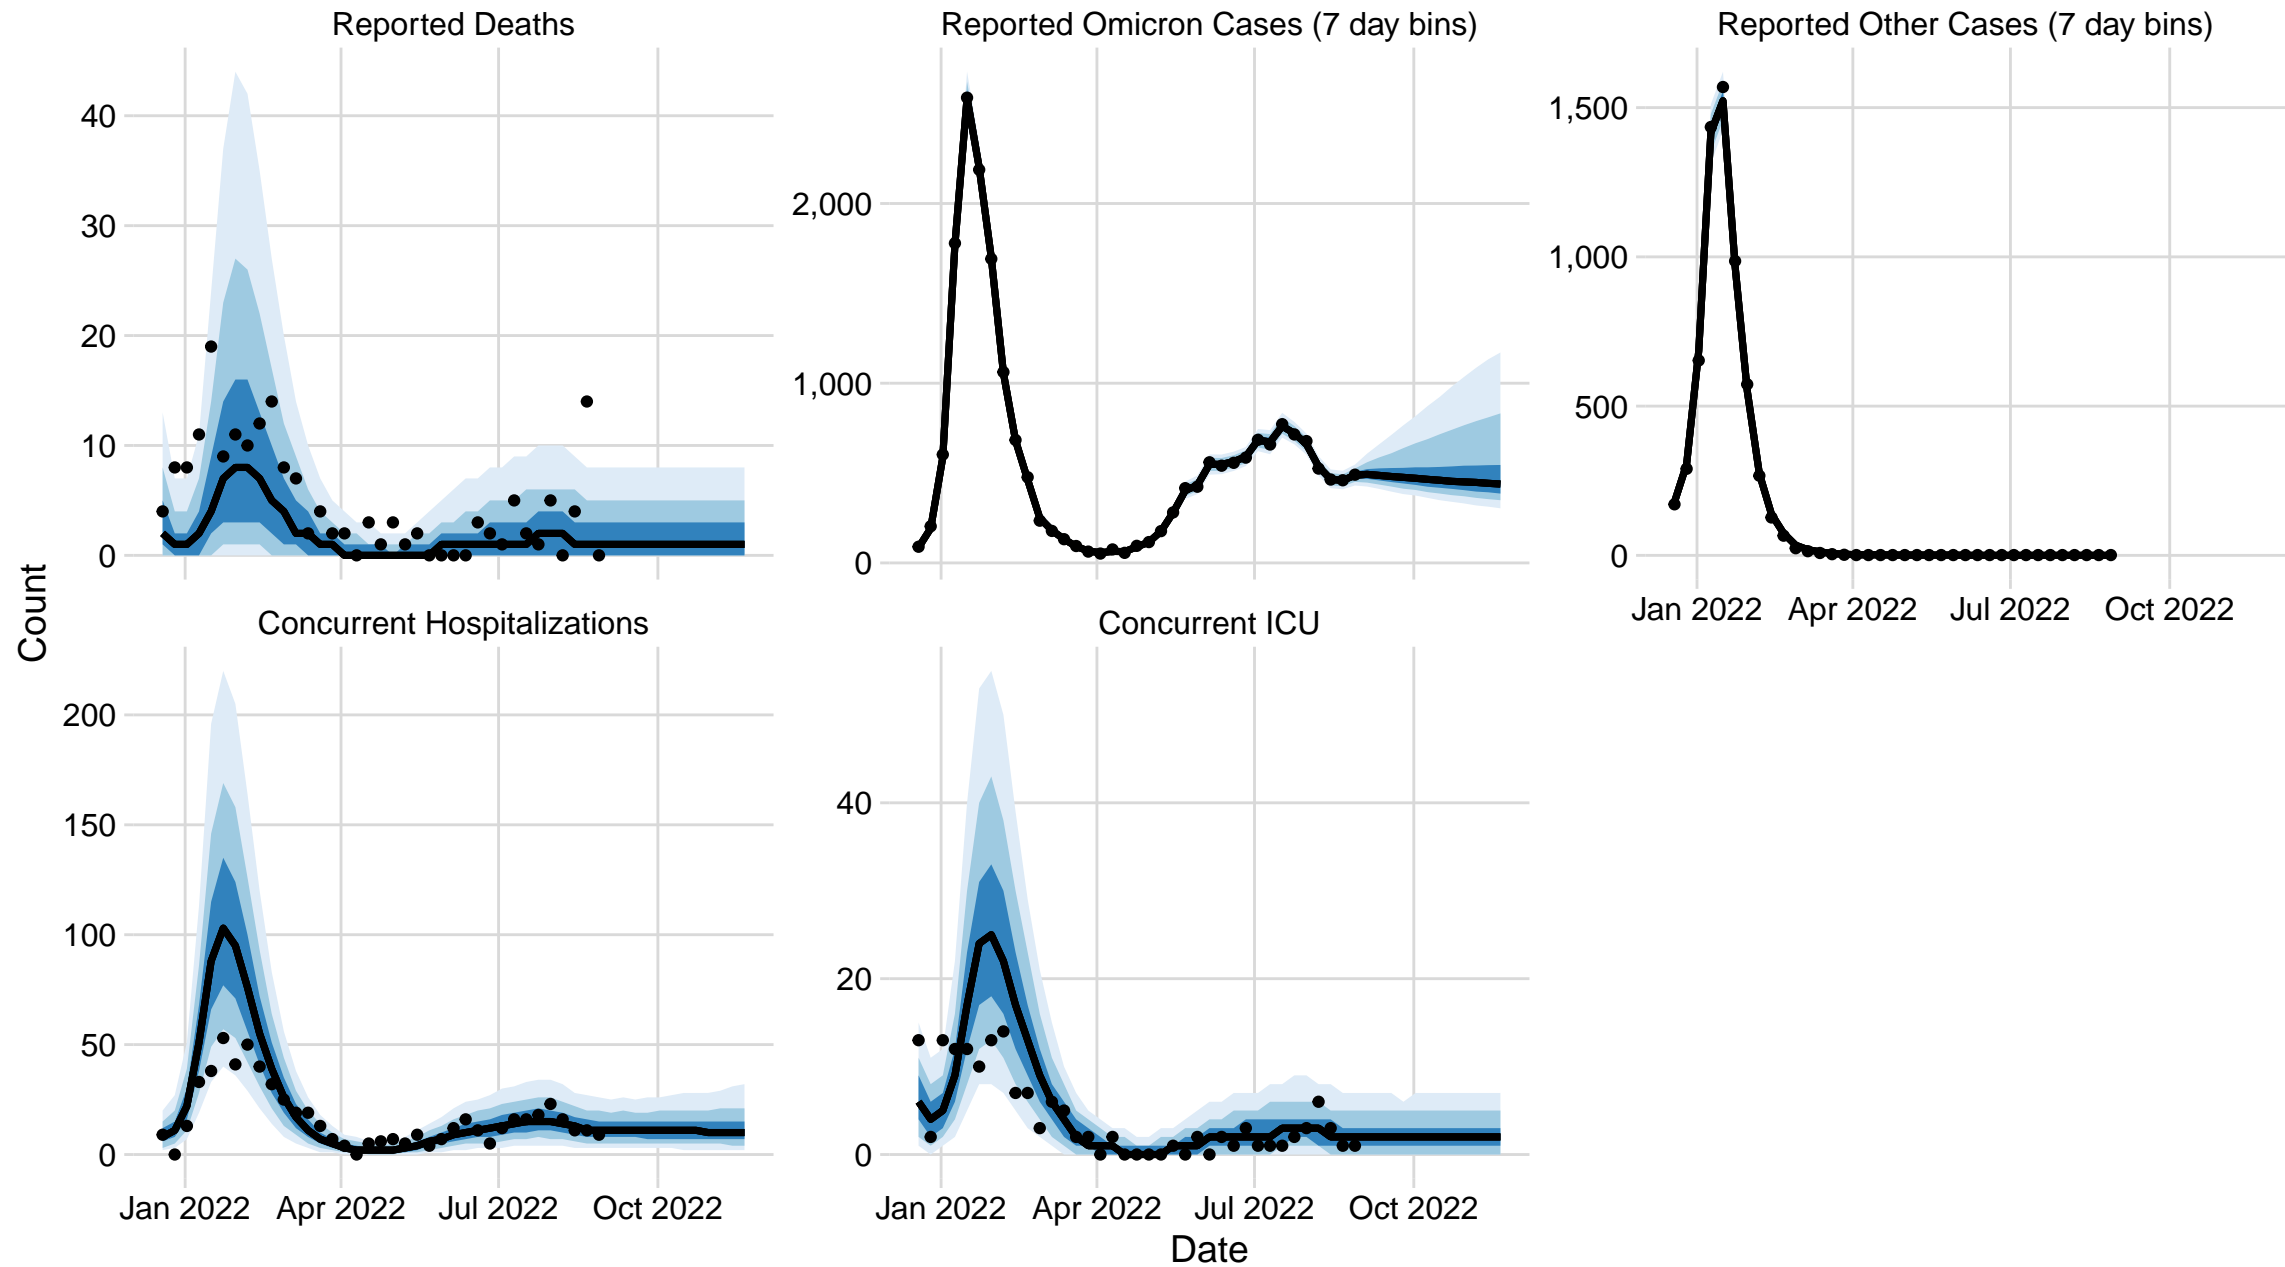 Reported Deaths
Reported Omicron Cases (7 day bins)
Reported Other Cases (7 day bins)
40
30
20
10
0
2,000
1,000
0
1,500
1,000
500
0
Jan 2022 Apr 2022 Jul 2022 Oct 2022
Count
Concurrent Hospitalizations
Concurrent ICU
200
150
100
50
0
40
20
0
Jan 2022 Apr 2022 Jul 2022 Oct 2022
Jan 2022 Apr 2022 Jul 2022 Oct 2022
Date